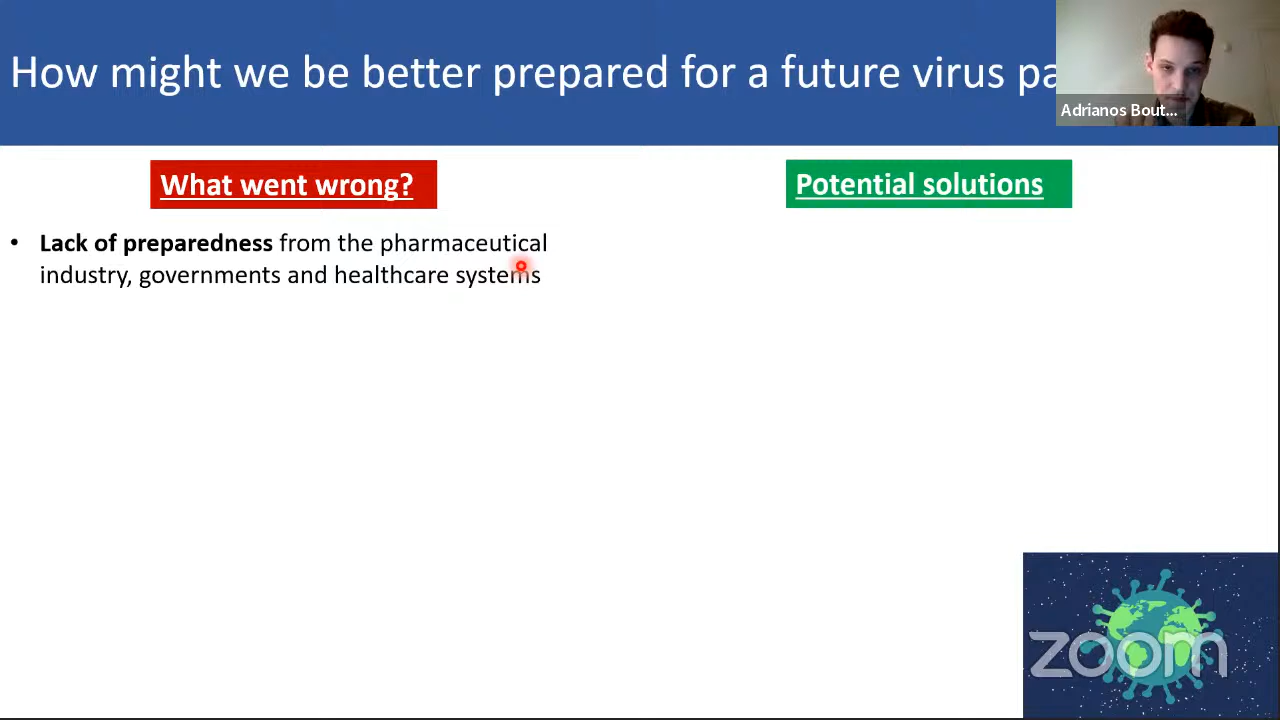 How might we be better prepared for a future virus pa
Adrianos Bout...
What went wrong?
Potential solutions
• Lack of preparedness from the pharmaceutical
industry, governments and healthcare systems
zoom